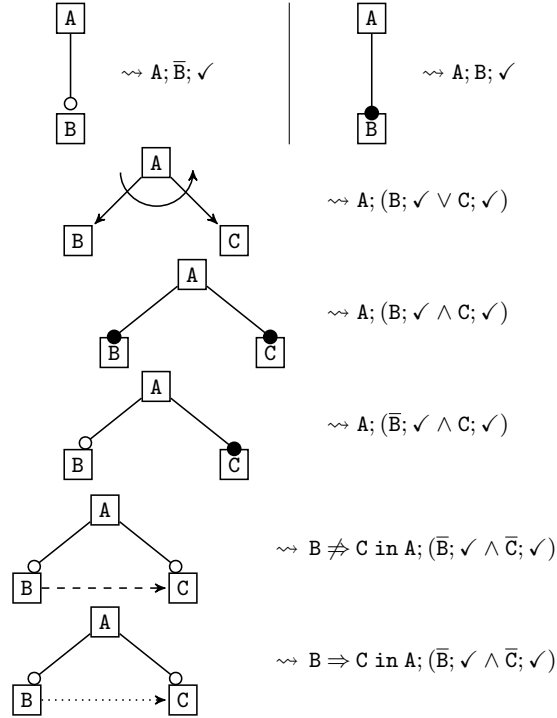 A A
⇝ A; B̅; ✓ ⇝ A; B; ✓
B B
A
⇝ A; (B; ✓ ∨ C; ✓)
B C
A
⇝ A; (B; ✓ ∧ C; ✓)
B C
A
⇝ A; (B̅; ✓ ∧ C; ✓)
B C
A
⇝ B ⇏ C in A; (B̅; ✓ ∧ C̅; ✓)
B C
A
⇝ B ⇒ C in A; (B̅; ✓ ∧ C̅; ✓)
B C